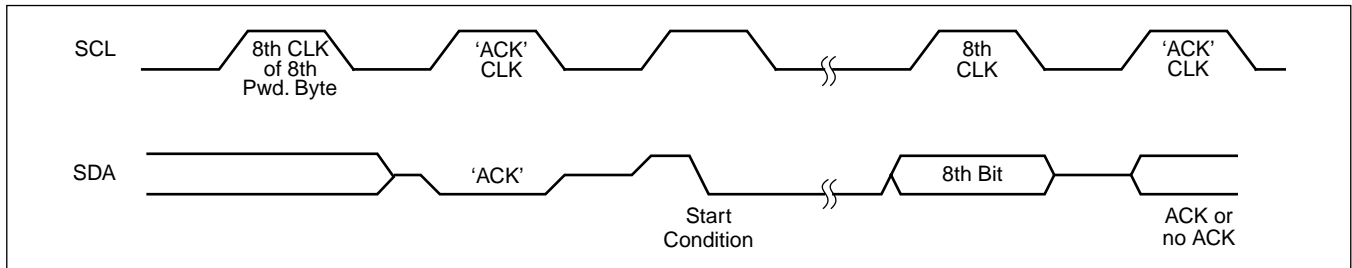 SCL
8th CLK
of 8th
Pwd. Byte
‘ACK’
CLK
8th
CLK
‘ACK’
CLK
SDA
‘ACK’
Start
Condition
8th Bit
ACK or
no ACK